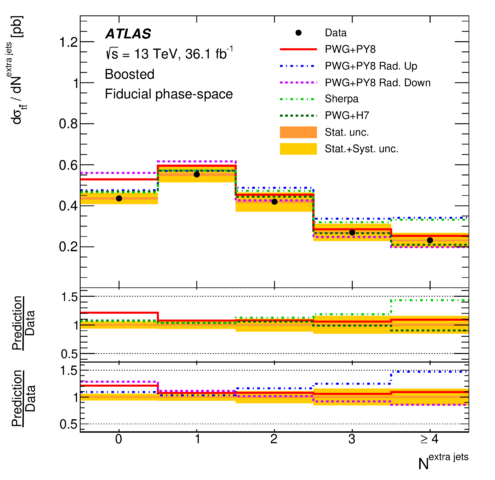 dσ_tt̄ / dN^extra jets [pb]
ATLAS
√s = 13 TeV, 36.1 fb⁻¹
Boosted
Fiducial phase-space
Data
PWG+PY8
PWG+PY8 Rad. Up
PWG+PY8 Rad. Down
Sherpa
PWG+H7
Stat. unc.
Stat.+Syst. unc.
1.2
1
0.8
0.6
0.4
0.2
Prediction
Data
1.5
1
0.5
Prediction
Data
1.5
1
0.5
0 1 2 3 ≥ 4
N^extra jets